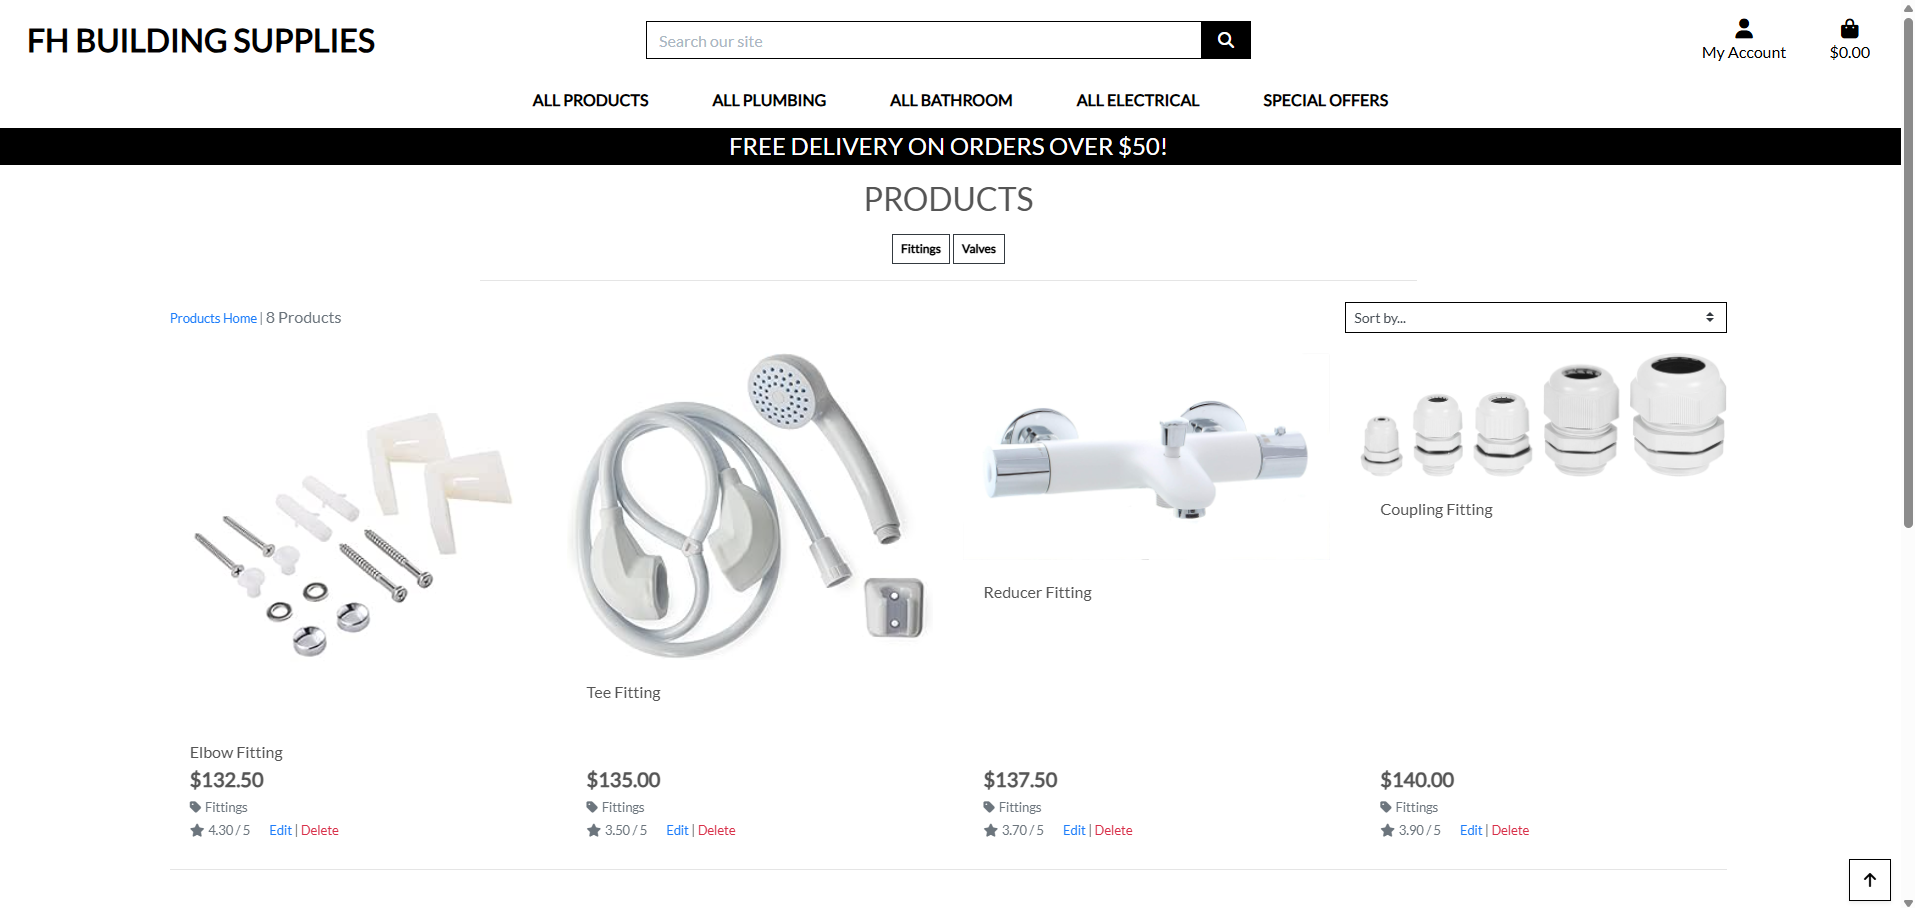 FH BUILDING SUPPLIES
Search our site
My Account
$0.00
ALL PRODUCTS
ALL PLUMBING
ALL BATHROOM
ALL ELECTRICAL
SPECIAL OFFERS
FREE DELIVERY ON ORDERS OVER $50!
PRODUCTS
Fittings
Valves
Products Home | 8 Products
Sort by...
Elbow Fitting
$132.50
Fittings
4.30 / 5 Edit | Delete
Tee Fitting
$135.00
Fittings
3.50 / 5 Edit | Delete
Reducer Fitting
$137.50
Fittings
3.70 / 5 Edit | Delete
Coupling Fitting
$140.00
Fittings
3.90 / 5 Edit | Delete